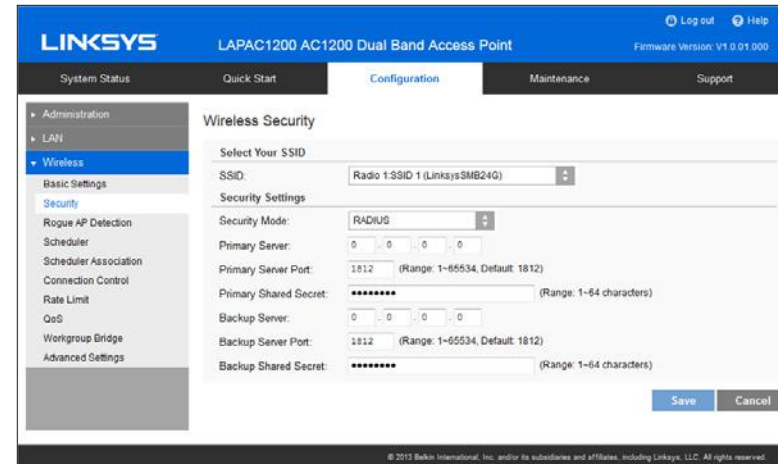 Log out Help
LINKSYS LAPAC1200 AC1200 Dual Band Access Point Firmware Version: V1.0.01.000
System Status Quick Start Configuration Maintenance Support
Administration
LAN
Wireless
Basic Settings
Security
Rogue AP Detection
Scheduler
Scheduler Association
Connection Control
Rate Limit
QoS
Workgroup Bridge
Advanced Settings
Wireless Security
Select Your SSID
SSID: Radio 1:SSID 1 (LinksysSMB24G)
Security Settings
Security Mode: RADIUS
Primary Server: 0 . 0 . 0 . 0
Primary Server Port: 1812 (Range: 1~65534, Default: 1812)
Primary Shared Secret: •••••••• (Range: 1~64 characters)
Backup Server: 0 . 0 . 0 . 0
Backup Server Port: 1812 (Range: 1~65534, Default: 1812)
Backup Shared Secret: •••••••• (Range: 1~64 characters)
Save Cancel
© 2013 Belkin International, Inc. and/or its subsidiaries and affiliates, including Linksys, LLC. All rights reserved.